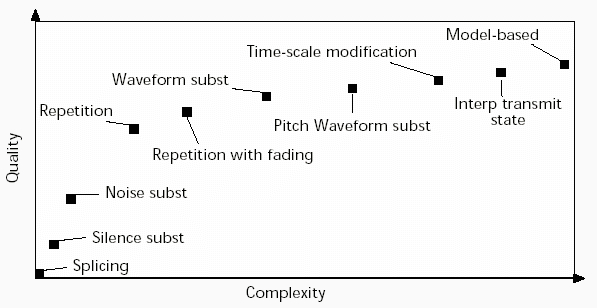 Model-based
Time-scale modification
Waveform subst
Interp transmit
state
Repetition
Pitch Waveform subst
Repetition with fading
Quality
Noise subst
Silence subst
Splicing
Complexity